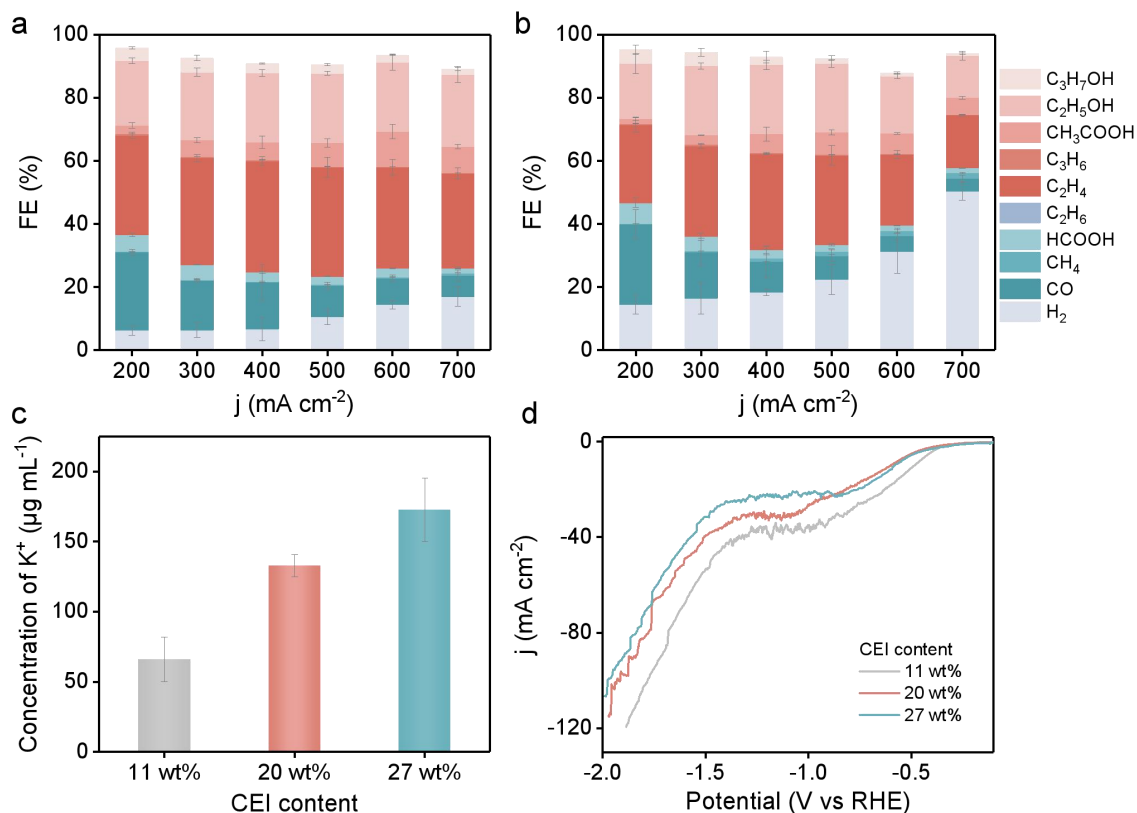 a
100
80
60
40
20
0
FE (%)
200 300 400 500 600 700
j (mA cm⁻²)
b
100
80
60
40
20
0
FE (%)
200 300 400 500 600 700
j (mA cm⁻²)
C₃H₇OH
C₂H₅OH
CH₃COOH
C₃H₆
C₂H₄
C₂H₆
HCOOH
CH₄
CO
H₂
c
200
150
100
50
0
Concentration of K⁺ (µg mL⁻¹)
11 wt% 20 wt% 27 wt%
CEI content
d
0
-40
-80
-120
j (mA cm⁻²)
CEI content
11 wt%
20 wt%
27 wt%
-2.0 -1.5 -1.0 -0.5
Potential (V vs RHE)